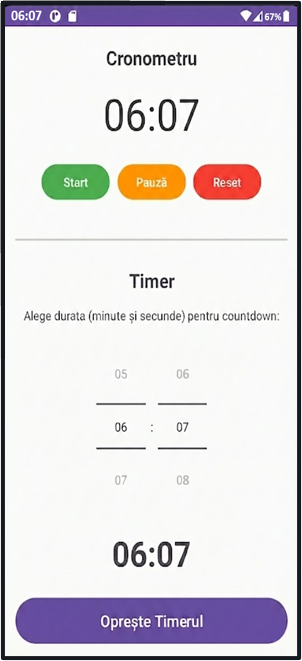 06:07 67%
Cronometru
06:07
Start Pauză Reset
Timer
Alege durata (minute și secunde) pentru countdown:
05 06
06 : 07
07 08
06:07
Oprește Timerul